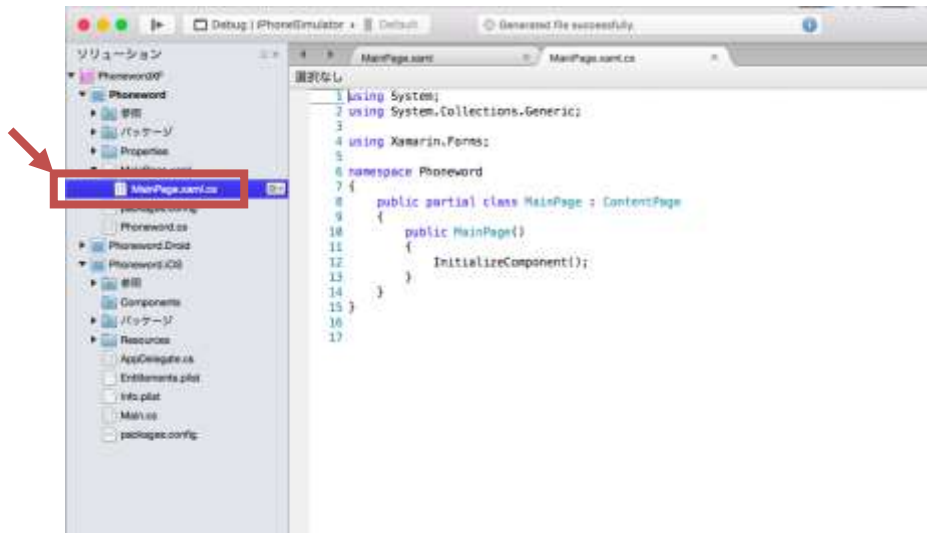 Debug | iPhoneSimulator › Default
Generated file successfully.
ソリューション
MainPage.xaml
MainPage.xaml.cs
選択なし
PhonewordXF
Phoneword
参照
パッケージ
Properties
MainPage.xaml
MainPage.xaml.cs
packages.config
Phoneword.cs
Phoneword.Droid
Phoneword.iOS
参照
Components
パッケージ
Resources
AppDelegate.cs
Entitlements.plist
Info.plist
Main.cs
packages.config
1 using System;
2 using System.Collections.Generic;
3
4 using Xamarin.Forms;
5
6 namespace Phoneword
7 {
8 public partial class MainPage : ContentPage
9 {
10 public MainPage()
11 {
12 InitializeComponent();
13 }
14 }
15 }
16
17